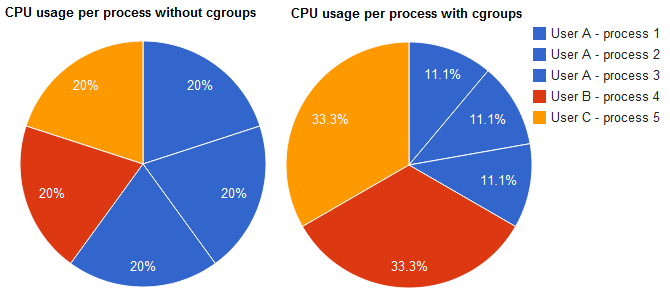 CPU usage per process without cgroups
20%
20%
20%
20%
20%
CPU usage per process with cgroups
11.1%
33.3%
11.1%
11.1%
33.3%
User A - process 1
User A - process 2
User A - process 3
User B - process 4
User C - process 5